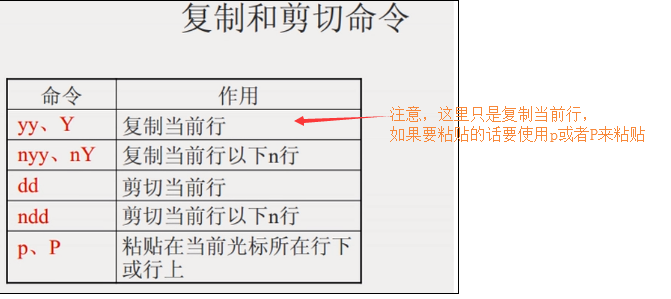 复制和剪切命令
命令 作用
yy、Y 复制当前行
nyy、nY 复制当前行以下n行
dd 剪切当前行
ndd 剪切当前行以下n行
p、P 粘贴在当前光标所在行下
或行上
注意，这里只是复制当前行，
如果要粘贴的话要使用p或者P来粘贴